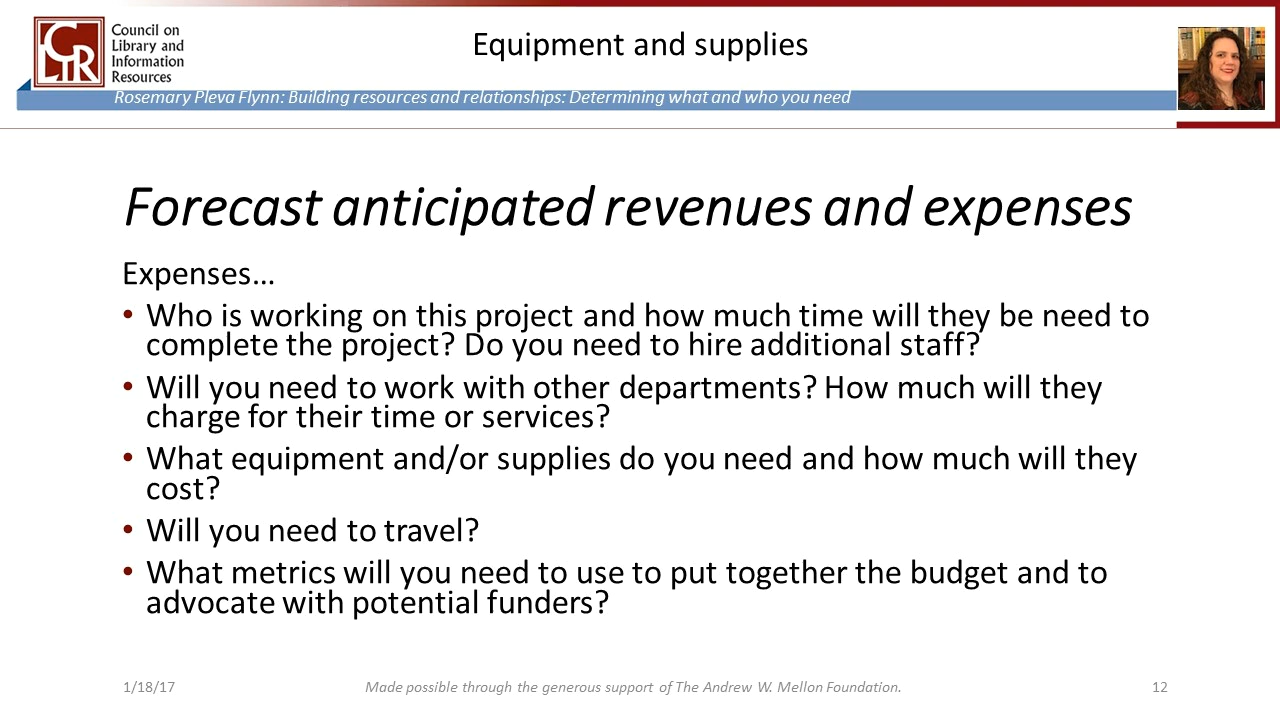 CLIR
Council on
Library and
Information
Resources
Equipment and supplies
Rosemary Pleva Flynn: Building resources and relationships: Determining what and who you need
Forecast anticipated revenues and expenses
Expenses...
• Who is working on this project and how much time will they be need to
complete the project? Do you need to hire additional staff?
• Will you need to work with other departments? How much will they
charge for their time or services?
• What equipment and/or supplies do you need and how much will they
cost?
• Will you need to travel?
• What metrics will you need to use to put together the budget and to
advocate with potential funders?
1/18/17
Made possible through the generous support of The Andrew W. Mellon Foundation.
12